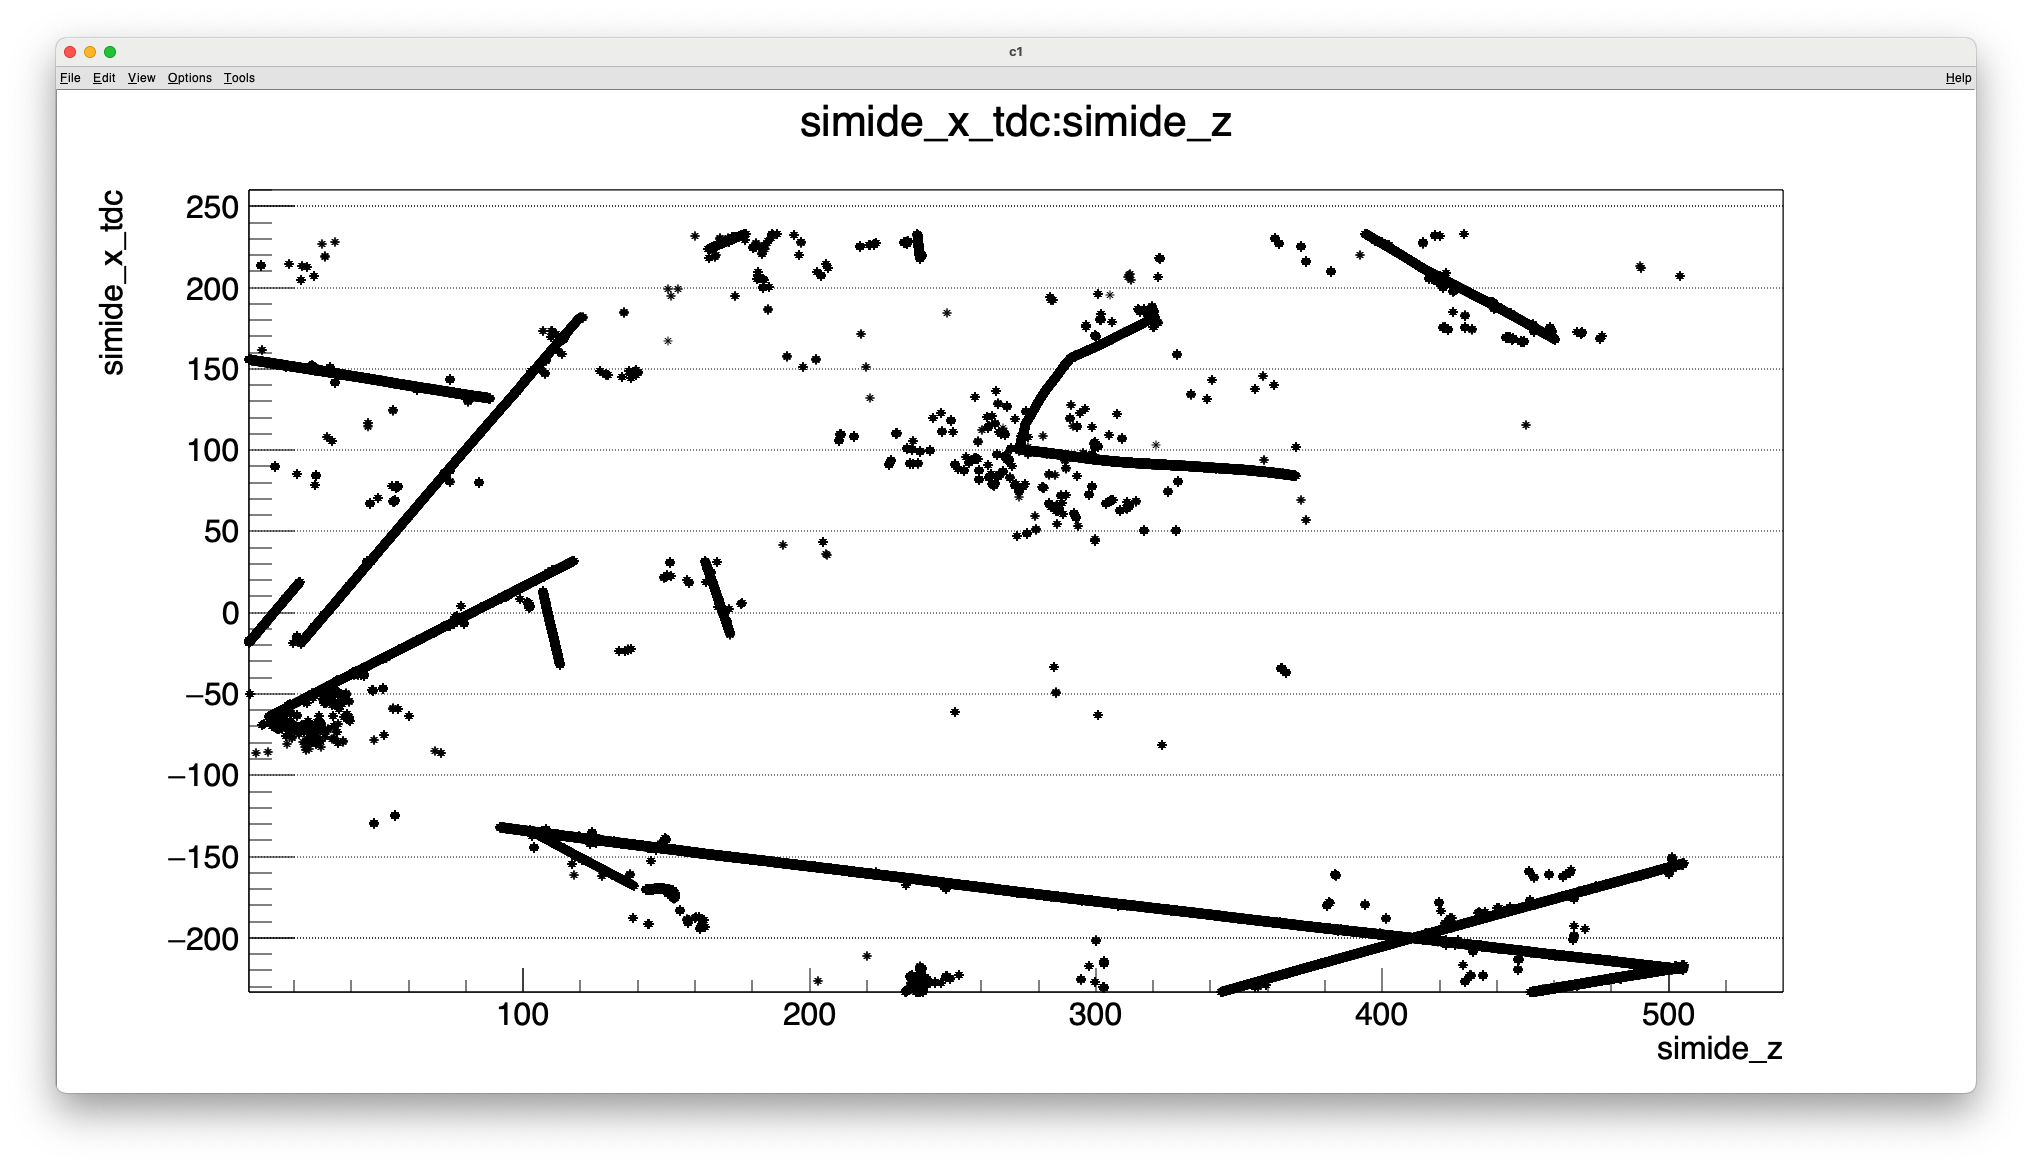 c1
File Edit View Options Tools Help
simide_x_tdc:simide_z
simide_x_tdc
250
200
150
100
50
0
−50
−100
−150
−200
100 200 300 400 500
simide_z